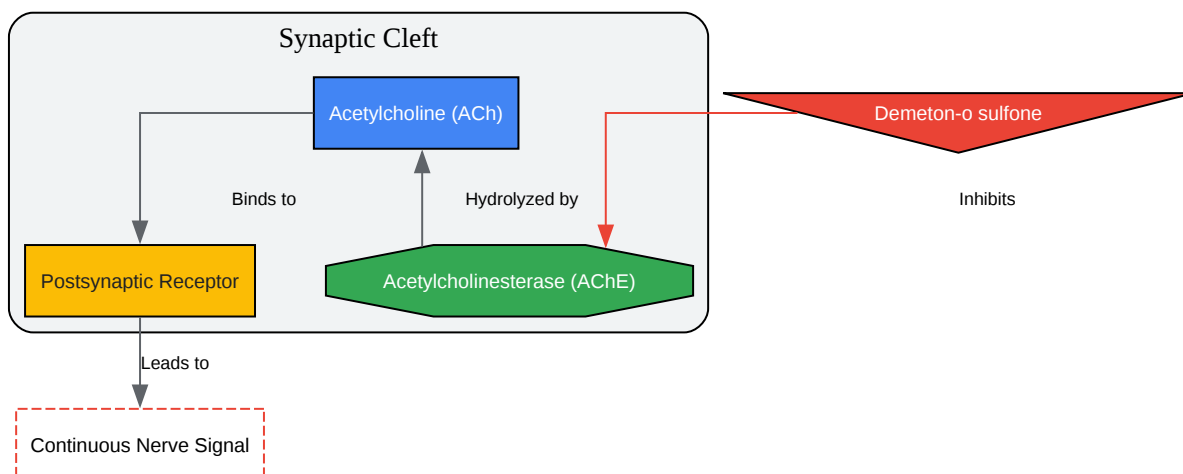 Synaptic Cleft
Acetylcholine (ACh)
Demeton-o sulfone
Binds to
Hydrolyzed by
Inhibits
Postsynaptic Receptor
Acetylcholinesterase (AChE)
Leads to
Continuous Nerve Signal